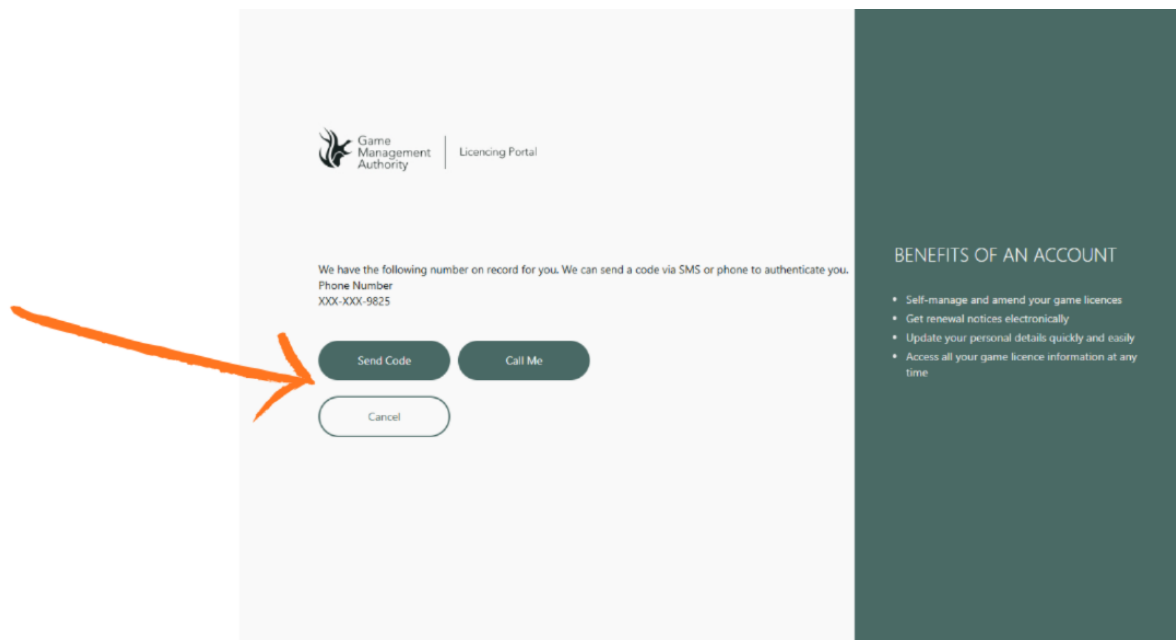 Game
Management
Authority
Licencing Portal
We have the following number on record for you. We can send a code via SMS or phone to authenticate you.
Phone Number
XXX-XXX-9825
Send Code
Call Me
Cancel
BENEFITS OF AN ACCOUNT
• Self-manage and amend your game licences
• Get renewal notices electronically
• Update your personal details quickly and easily
• Access all your game licence information at any
time